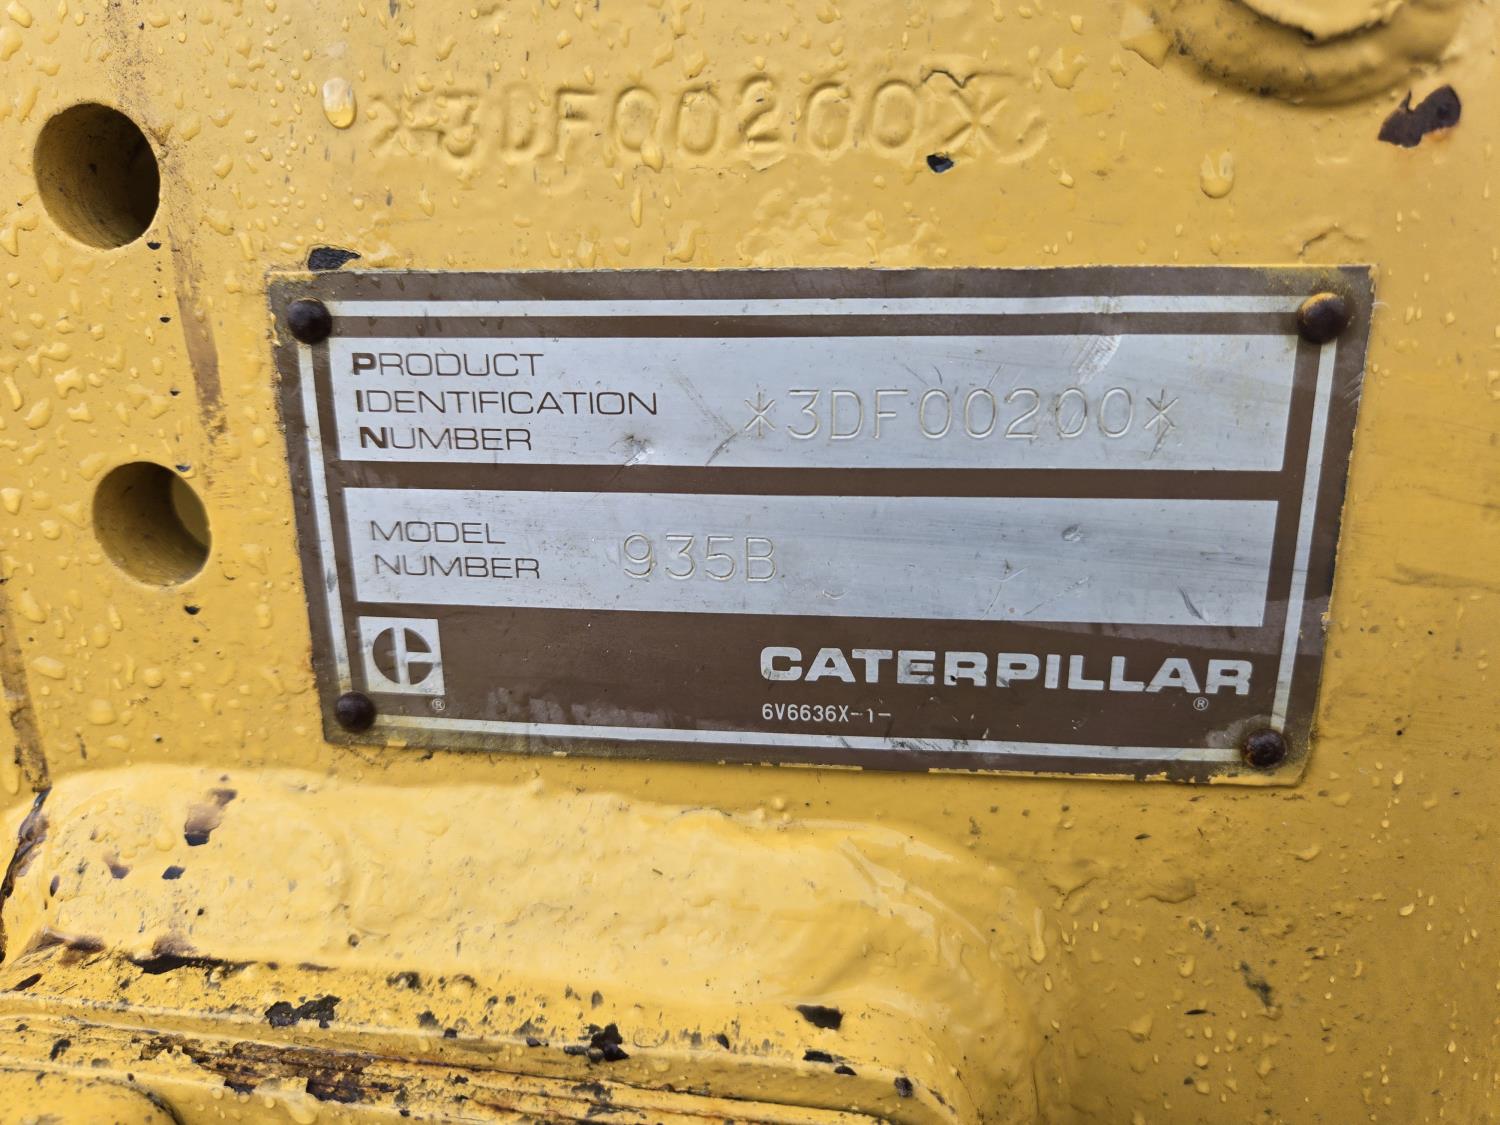 *3DF00200*
PRODUCT
IDENTIFICATION
NUMBER
*3DF00200*
MODEL
NUMBER
935B
CATERPILLAR
®
®
6V6636X-1-